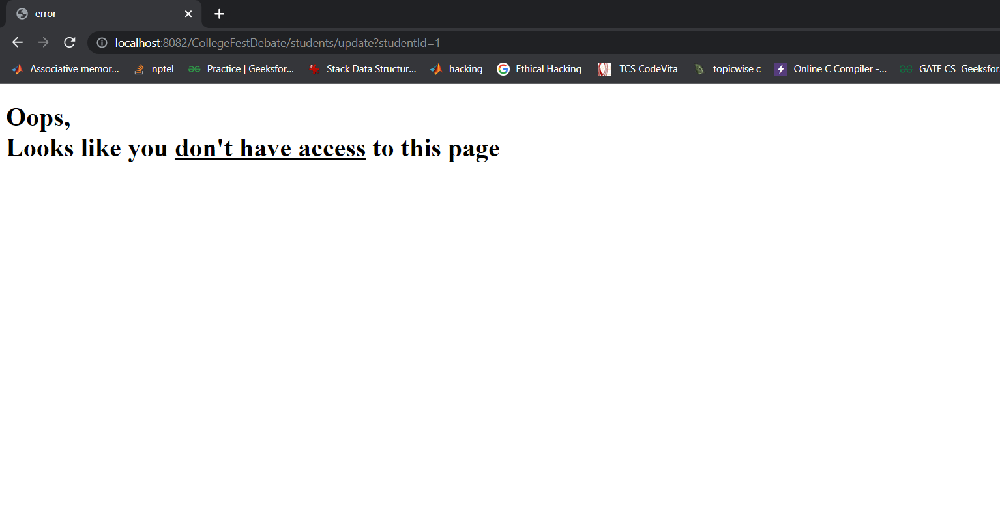 error
localhost:8082/CollegeFestDebate/students/update?studentId=1
Associative memor... nptel Practice | Geeksfor... Stack Data Structur... hacking Ethical Hacking TCS CodeVita topicwise c Online C Compiler -... GATE CS Geeksfor
Oops,
Looks like you don't have access to this page